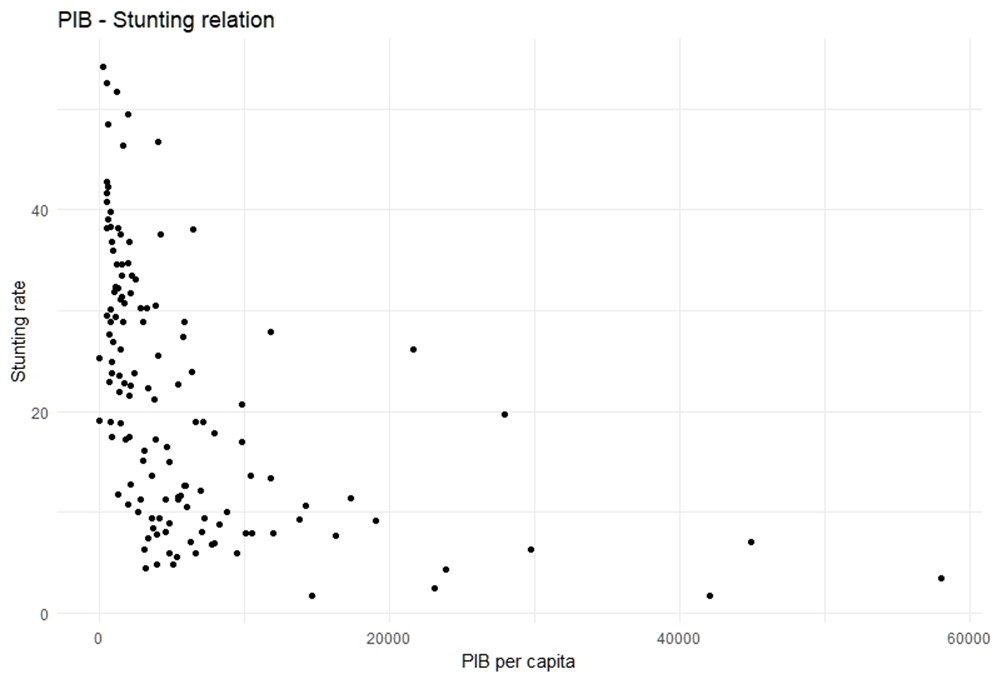 PIB - Stunting relation
40
20
0
Stunting rate
0 20000 40000 60000
PIB per capita